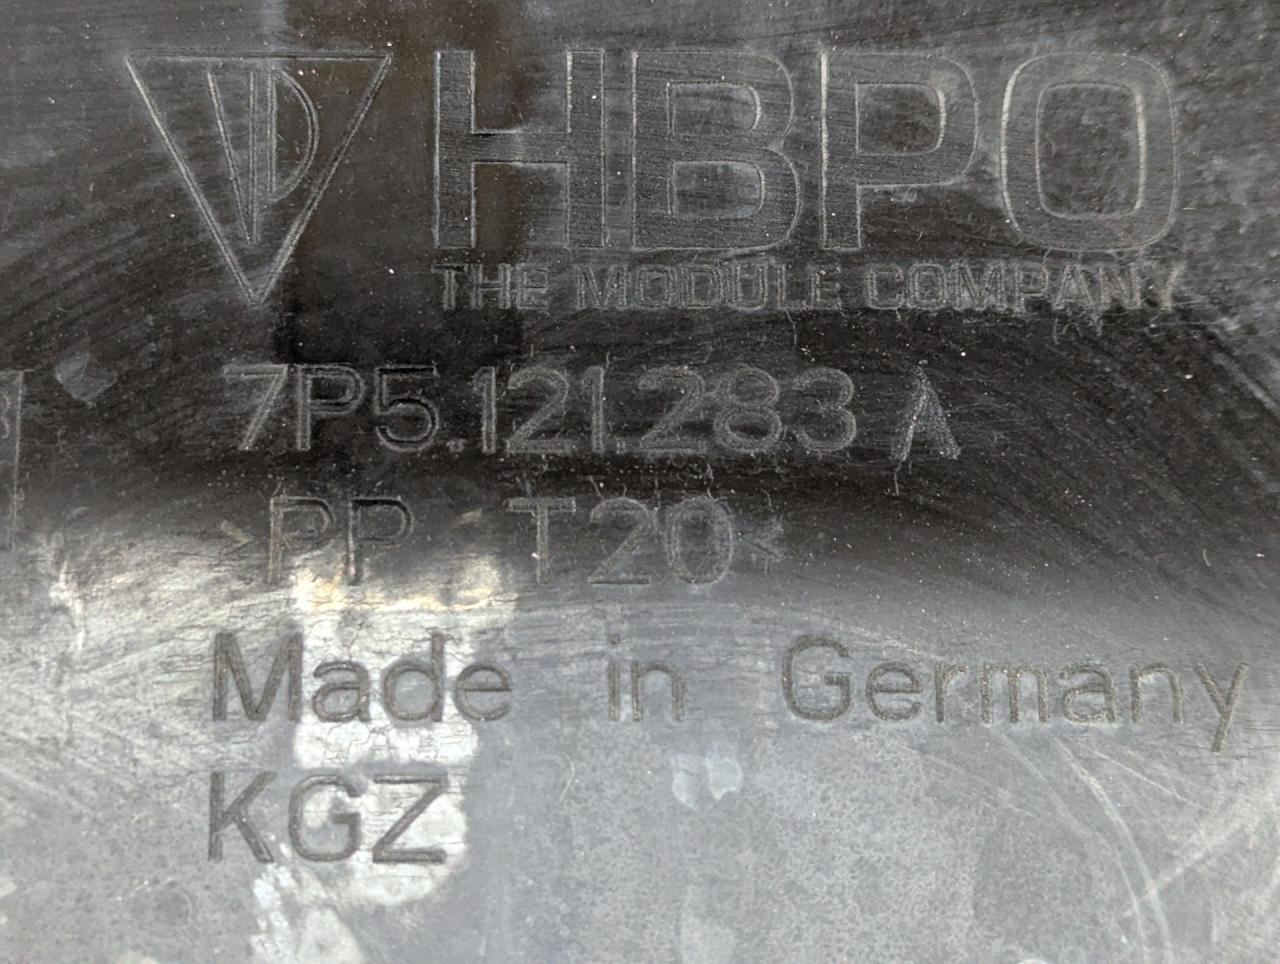 HBPO
THE MODULE COMPANY
7P5.121.283 A
>PP T20<
Made in Germany
KGZ